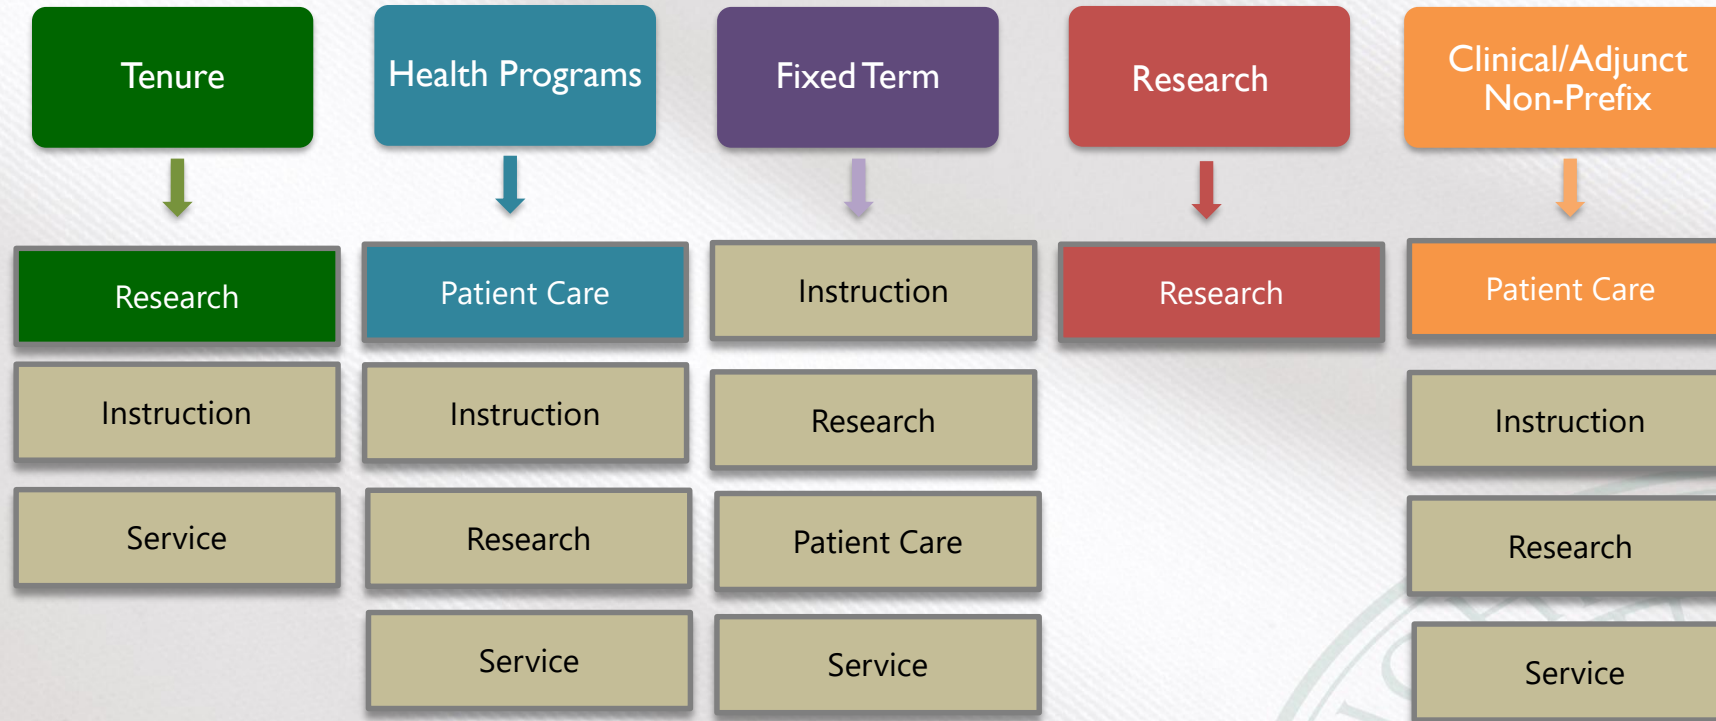 Tenure
Health Programs
Fixed Term
Research
Clinical/Adjunct
Non-Prefix
Research
Patient Care
Instruction
Research
Patient Care
Instruction
Instruction
Research
Instruction
Service
Research
Patient Care
Research
Service
Service
Service